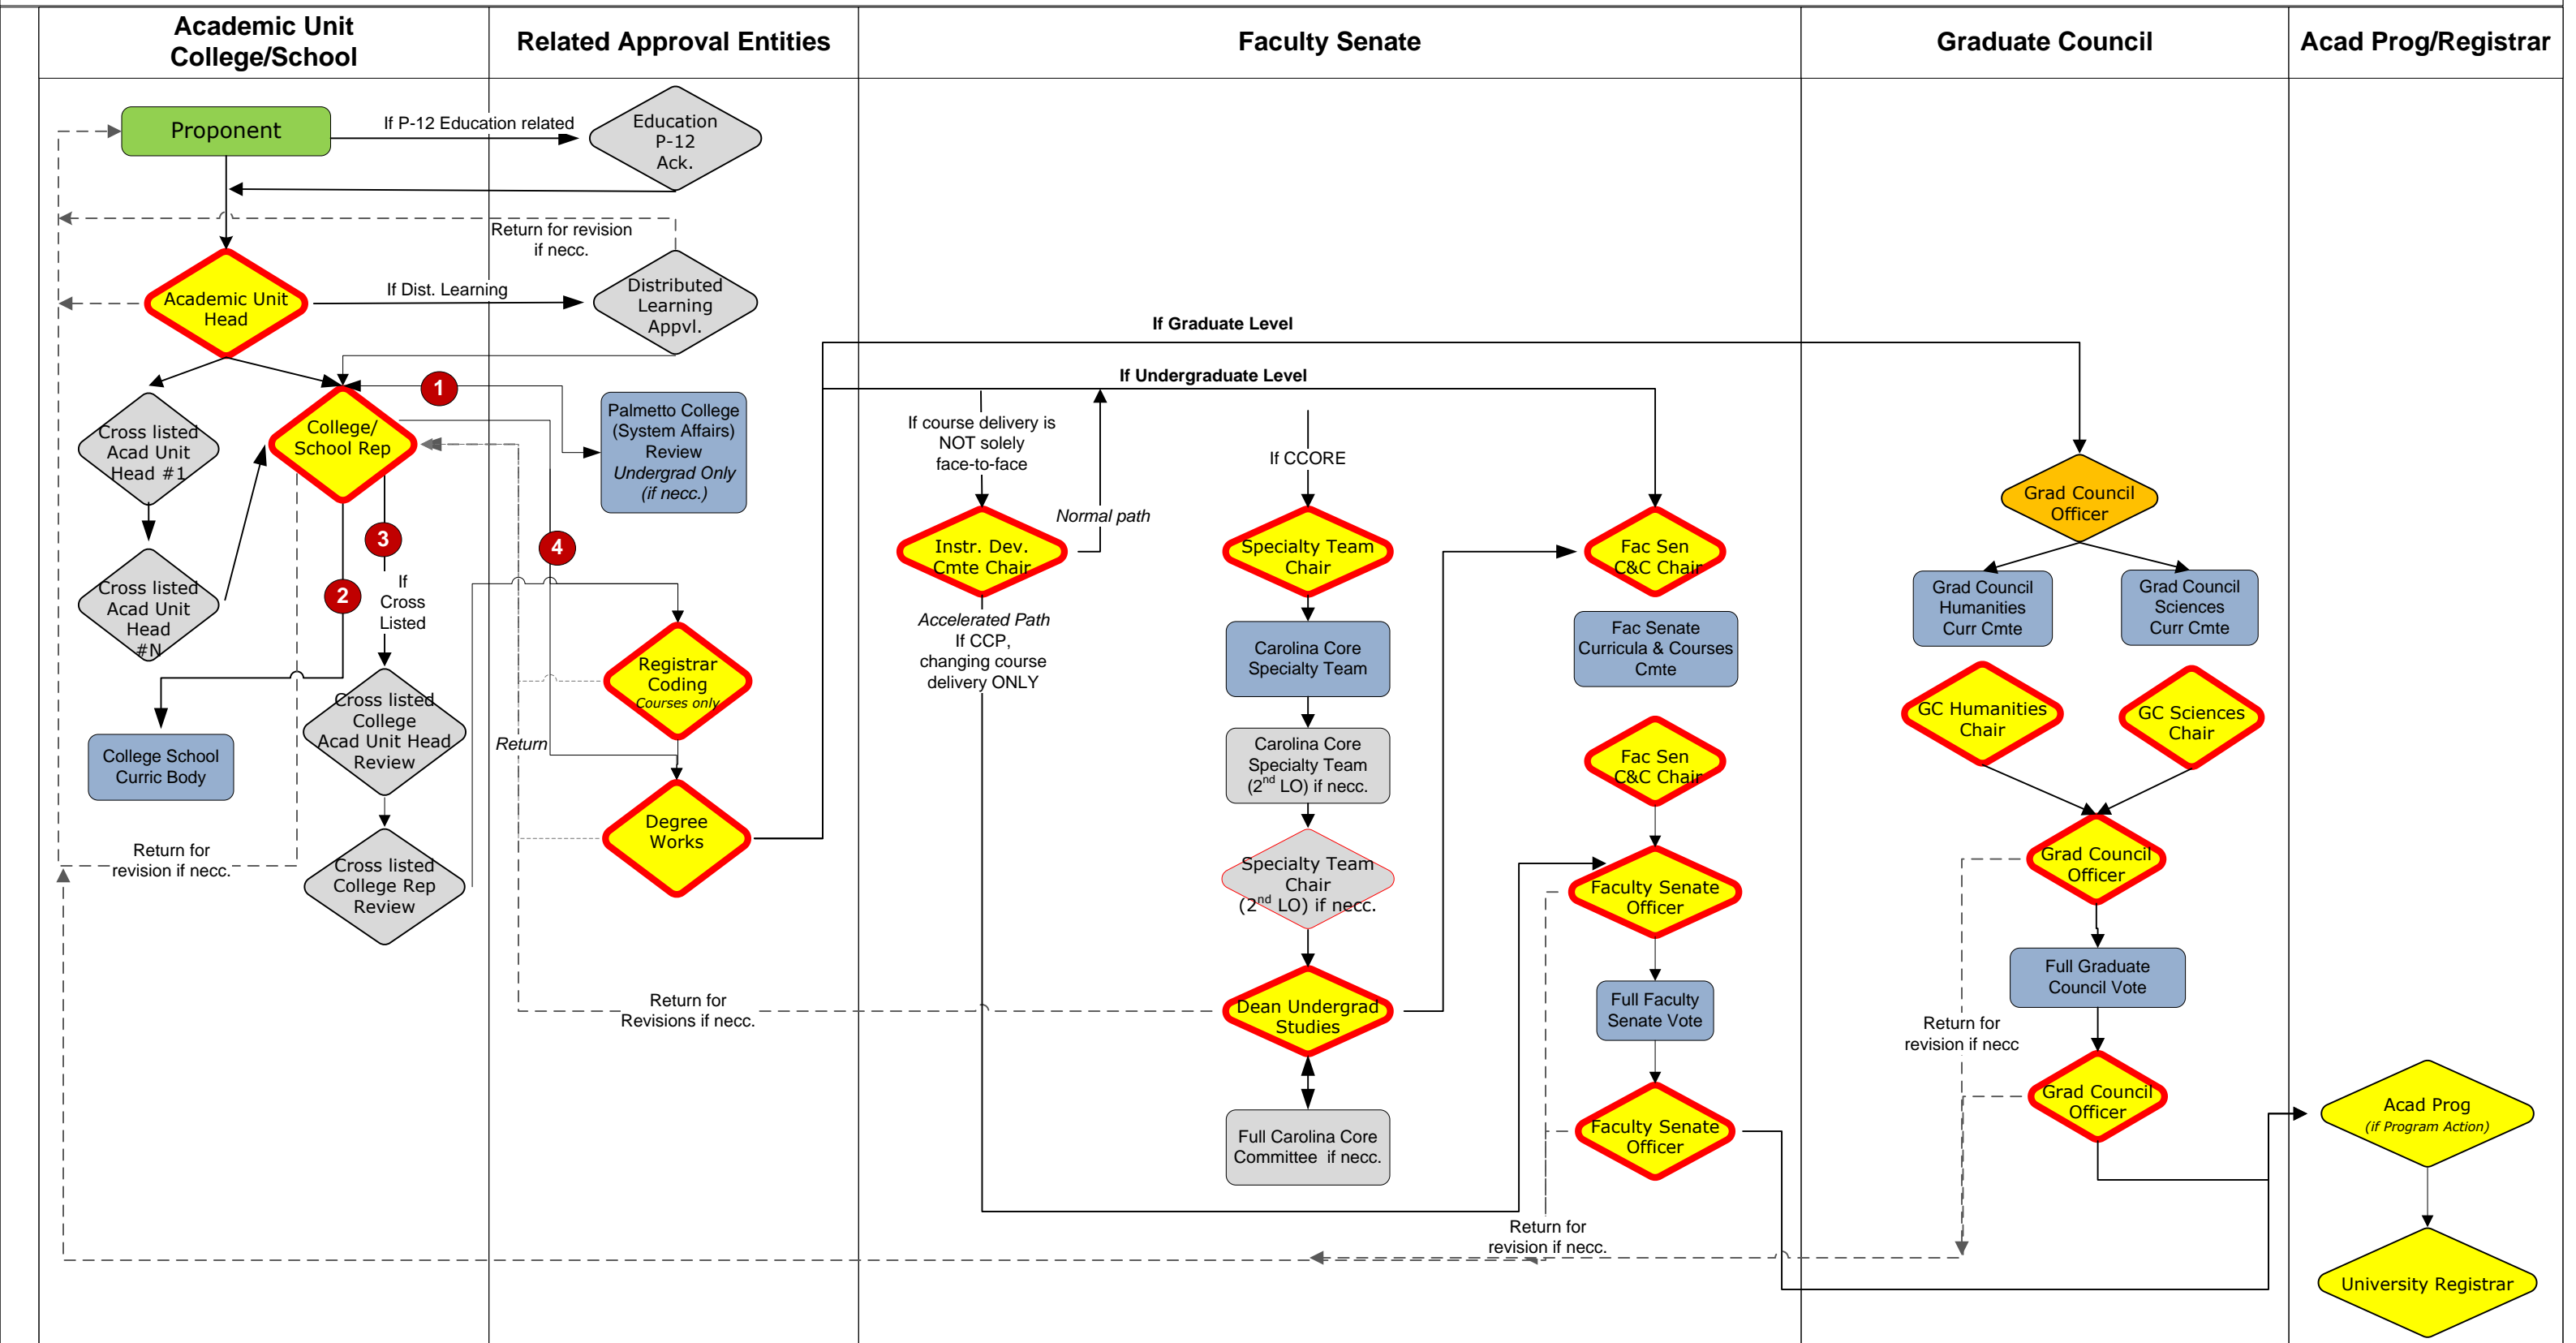 Academic Unit
College/School
Related Approval Entities
Faculty Senate
Graduate Council
Acad Prog/Registrar
Proponent
If P-12 Education related
Education
P-12
Ack.
Return for revision
if necc.
Academic Unit
Head
If Dist. Learning
Distributed
Learning
Appvl.
If Graduate Level
If Undergraduate Level
1
Cross listed
Acad Unit
Head #1
College/
School Rep
Palmetto College
(System Affairs)
Review
Undergrad Only
(if necc.)
Cross listed
Acad Unit
Head
#N
2
3
4
If
Cross
Listed
Registrar
Coding
Courses only
Cross listed
College
Acad Unit Head
Review
College School
Curric Body
Return
Degree
Works
Return for
revision if necc.
Cross listed
College Rep
Review
Return for
Revisions if necc.
If course delivery is
NOT solely
face-to-face
Normal path
Instr. Dev.
Cmte Chair
Accelerated Path
If CCP,
changing course
delivery ONLY
If CCORE
Specialty Team
Chair
Carolina Core
Specialty Team
Carolina Core
Specialty Team
(2nd LO) if necc.
Specialty Team
Chair
(2nd LO) if necc.
Dean Undergrad
Studies
Full Carolina Core
Committee if necc.
Fac Sen
C&C Chair
Fac Senate
Curricula & Courses
Cmte
Fac Sen
C&C Chair
Faculty Senate
Officer
Full Faculty
Senate Vote
Faculty Senate
Officer
Return for
revision if necc.
Grad Council
Officer
Grad Council
Humanities
Curr Cmte
Grad Council
Sciences
Curr Cmte
GC Humanities
Chair
GC Sciences
Chair
Grad Council
Officer
Full Graduate
Council Vote
Return for
revision if necc
Grad Council
Officer
Acad Prog
(if Program Action)
University Registrar